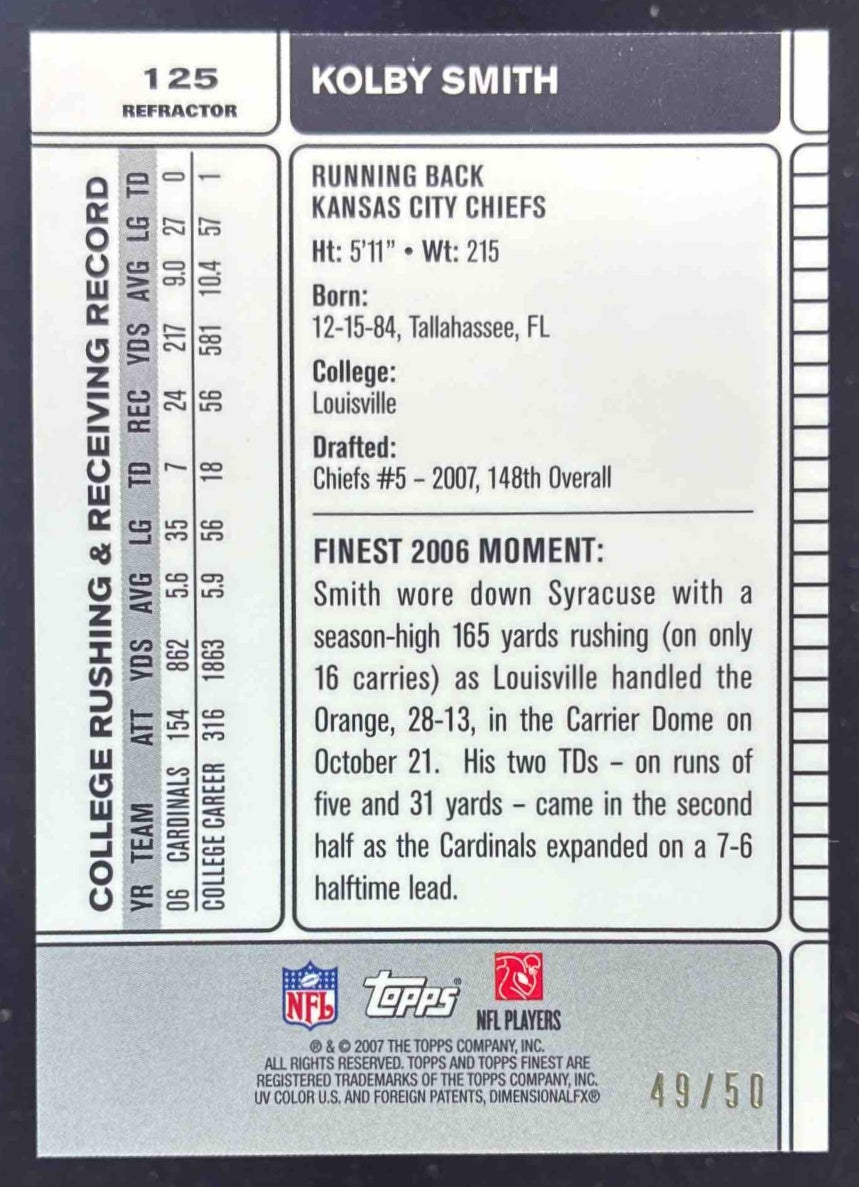 125
REFRACTOR
KOLBY SMITH
COLLEGE RUSHING & RECEIVING RECORD
YR TEAM ATT YDS AVG LG TD REC YDS AVG LG TD
06 CARDINALS 154 862 5.6 35 7 24 217 9.0 27 0
COLLEGE CAREER 316 1863 5.9 56 18 56 581 10.4 57 1
RUNNING BACK
KANSAS CITY CHIEFS
Ht: 5'11" • Wt: 215
Born:
12-15-84, Tallahassee, FL
College:
Louisville
Drafted:
Chiefs #5 – 2007, 148th Overall
FINEST 2006 MOMENT:
Smith wore down Syracuse with a
season-high 165 yards rushing (on only
16 carries) as Louisville handled the
Orange, 28-13, in the Carrier Dome on
October 21. His two TDs – on runs of
five and 31 yards – came in the second
half as the Cardinals expanded on a 7-6
halftime lead.
NFL
Topps®
NFL PLAYERS
® & © 2007 THE TOPPS COMPANY, INC.
ALL RIGHTS RESERVED. TOPPS AND TOPPS FINEST ARE
REGISTERED TRADEMARKS OF THE TOPPS COMPANY, INC.
UV COLOR U.S. AND FOREIGN PATENTS, DIMENSIONALFX®
49/50